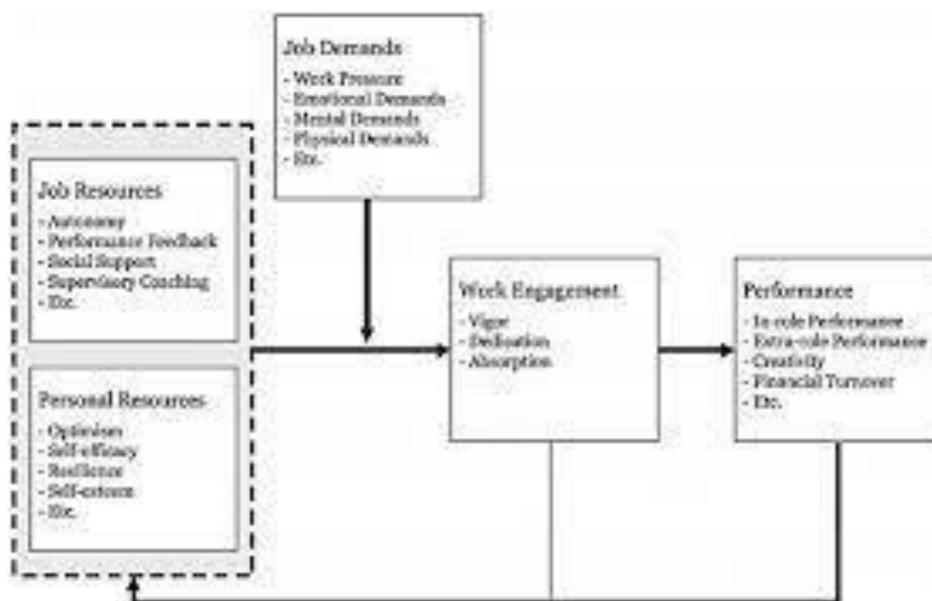 Job Demands
- Work Pressure
- Emotional Demands
- Mental Demands
- Physical Demands
- Etc.
Job Resources
- Autonomy
- Performance Feedback
- Social Support
- Supervisory Coaching
- Etc.
Personal Resources
- Optimism
- Self-efficacy
- Resilience
- Self-esteem
- Etc.
Work Engagement
- Vigor
- Dedication
- Absorption
Performance
- In-role Performance
- Extra-role Performance
- Creativity
- Financial Turnover
- Etc.